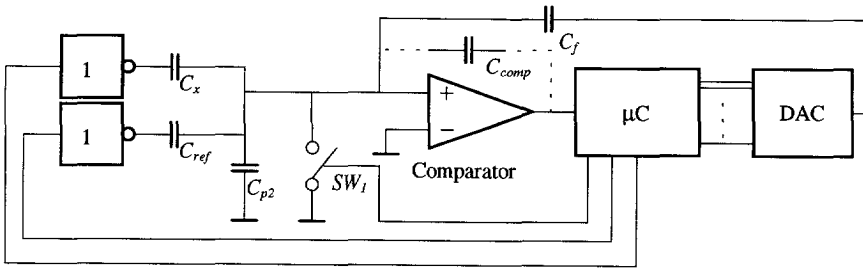 1
C_x
1
C_ref
C_p2
SW_1
C_f
C_comp
+
−
Comparator
μC
DAC